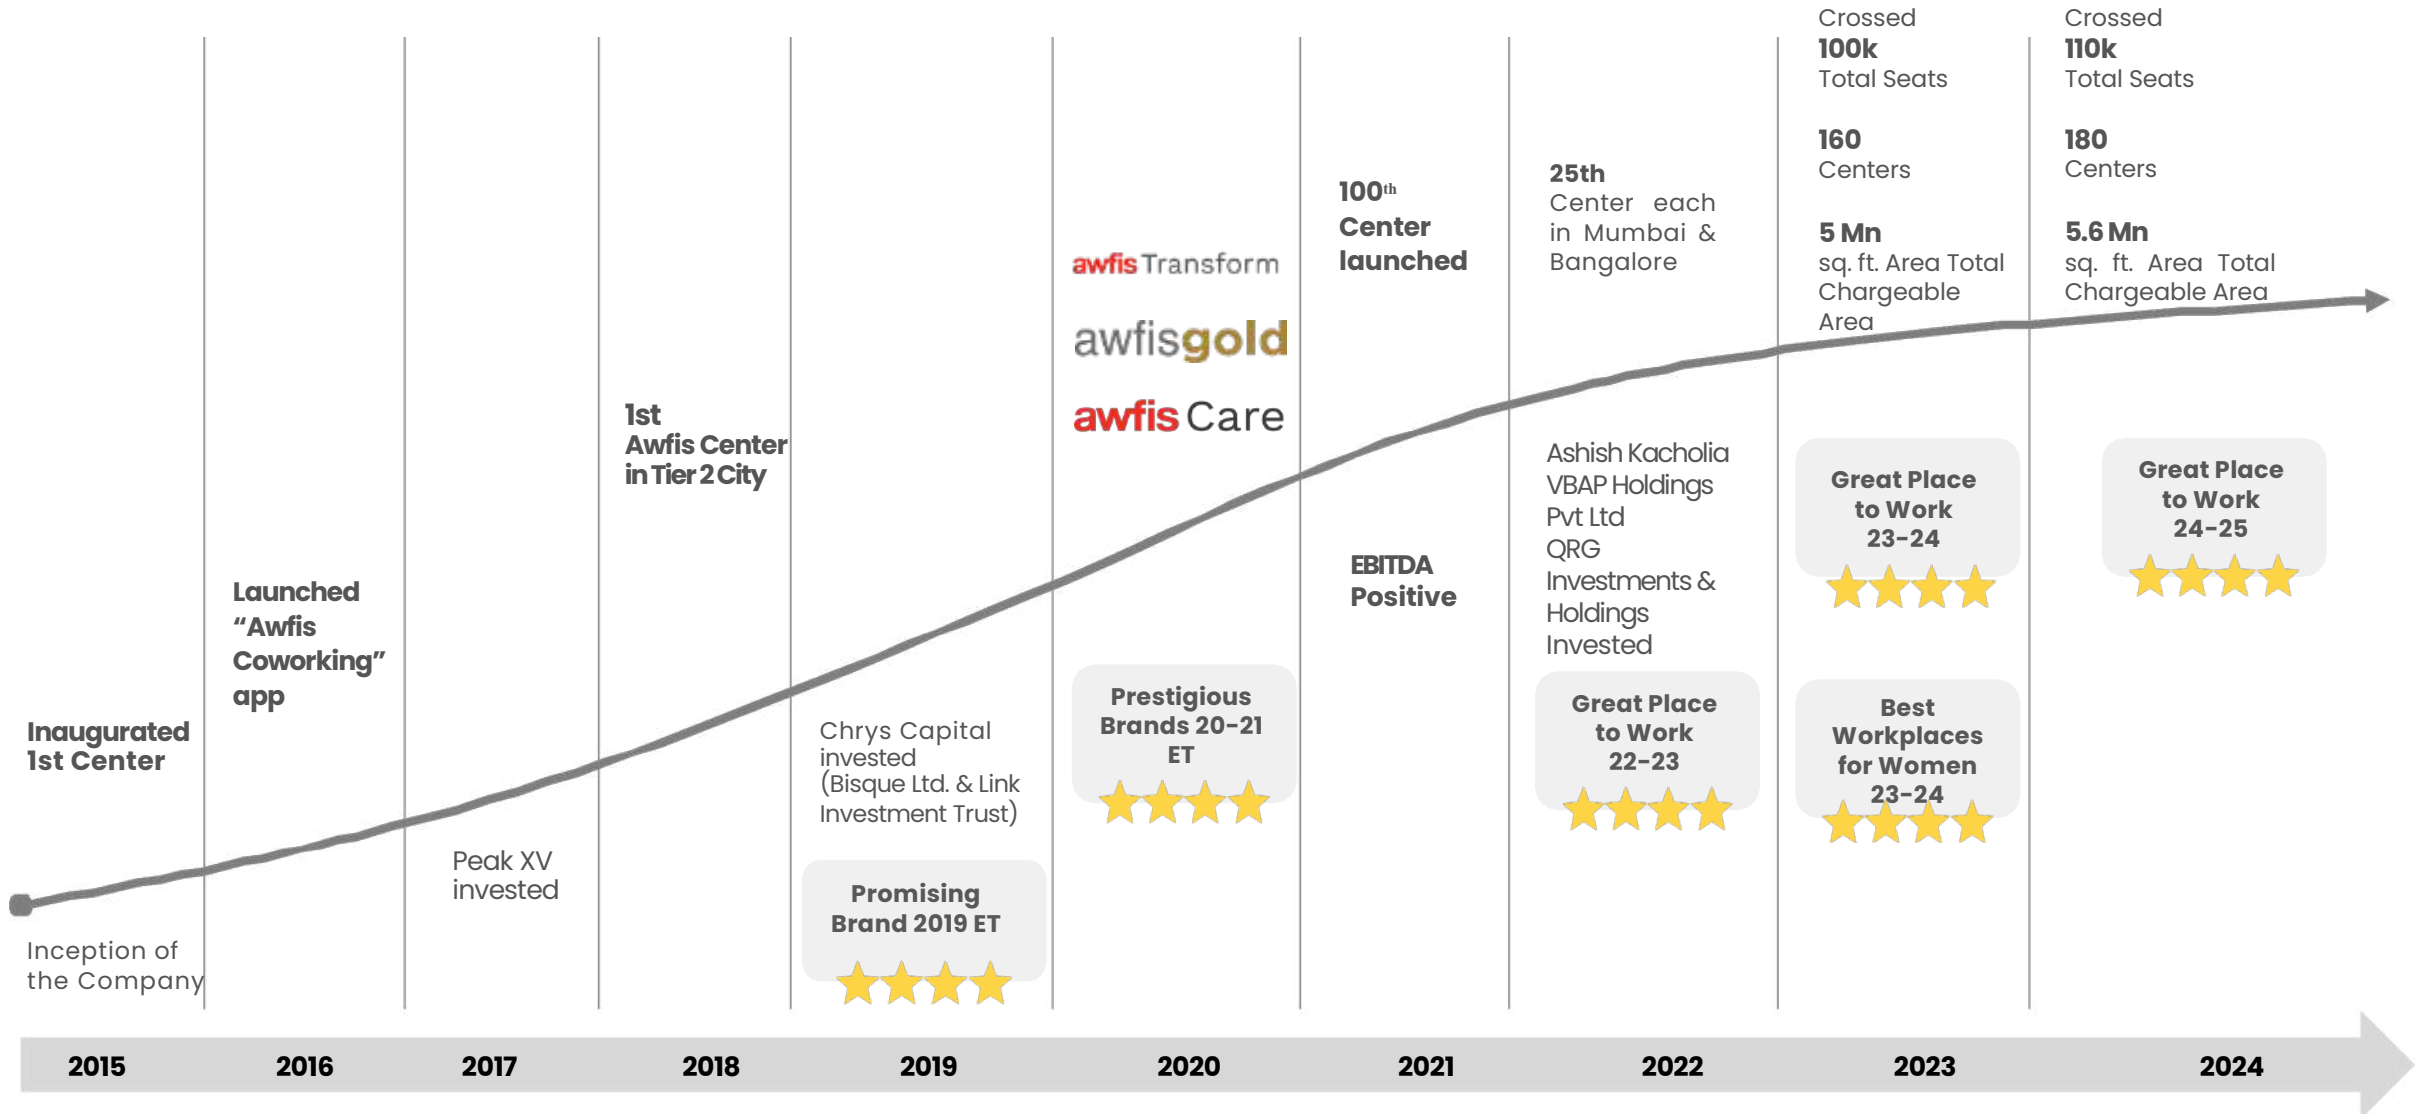 Inaugurated
1st Center
Inception of
the Company
Launched
“Awfis
Coworking”
app
Peak XV
invested
1st
Awfis Center
in Tier 2 City
Chrys Capital
invested
(Bisque Ltd. & Link
Investment Trust)
Promising
Brand 2019 ET
awfis Transform
awfisgold
awfis Care
Prestigious
Brands 20-21
ET
100th
Center
launched
EBITDA
Positive
25th
Center each
in Mumbai &
Bangalore
Ashish Kacholia
VBAP Holdings
Pvt Ltd
QRG
Investments &
Holdings
Invested
Great Place
to Work
22-23
Crossed
100k
Total Seats
160
Centers
5 Mn
sq. ft. Area Total
Chargeable
Area
Great Place
to Work
23-24
Best
Workplaces
for Women
23-24
Crossed
110k
Total Seats
180
Centers
5.6 Mn
sq. ft. Area Total
Chargeable Area
Great Place
to Work
24-25
2015 2016 2017 2018 2019 2020 2021 2022 2023 2024